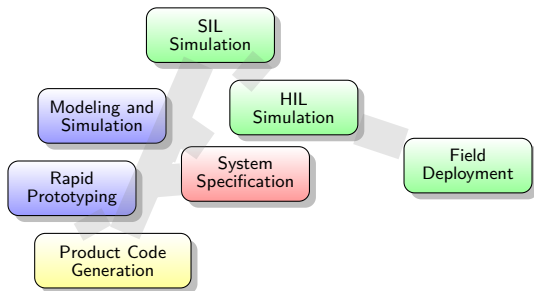 SIL
Simulation
Modeling and
Simulation
HIL
Simulation
Rapid
Prototyping
System
Specification
Field
Deployment
Product Code
Generation